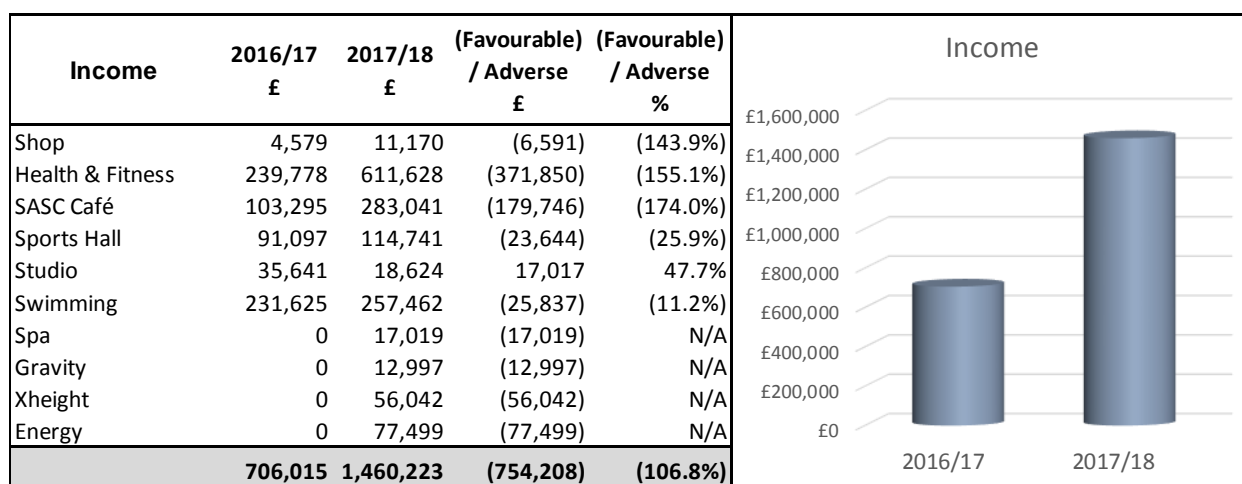 Income 2016/17 £ 2017/18 £ (Favourable) / Adverse £ (Favourable) / Adverse %
Shop 4,579 11,170 (6,591) (143.9%)
Health & Fitness 239,778 611,628 (371,850) (155.1%)
SASC Café 103,295 283,041 (179,746) (174.0%)
Sports Hall 91,097 114,741 (23,644) (25.9%)
Studio 35,641 18,624 17,017 47.7%
Swimming 231,625 257,462 (25,837) (11.2%)
Spa 0 17,019 (17,019) N/A
Gravity 0 12,997 (12,997) N/A
Xheight 0 56,042 (56,042) N/A
Energy 0 77,499 (77,499) N/A
706,015 1,460,223 (754,208) (106.8%)
Income
£1,600,000
£1,400,000
£1,200,000
£1,000,000
£800,000
£600,000
£400,000
£200,000
£0
2016/17 2017/18